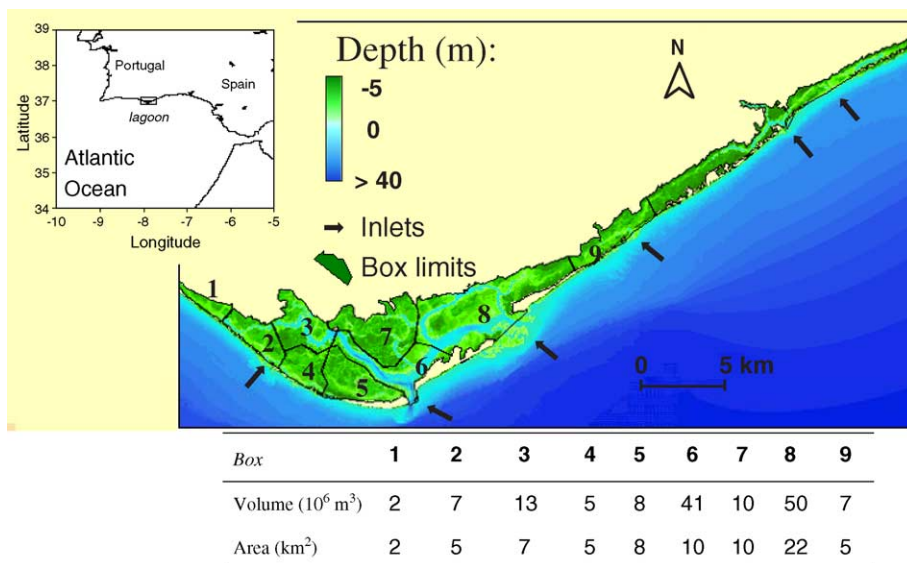 39
38
37
36
35
34
Latitude
Portugal
Spain
lagoon
Atlantic
Ocean
-10 -9 -8 -7 -6 -5
Longitude
Depth (m):
-5
0
> 40
Inlets
Box limits
N
1
2
3
4
5
6
7
8
9
0 5 km
Box 1 2 3 4 5 6 7 8 9
Volume (10⁶ m³) 2 7 13 5 8 41 10 50 7
Area (km²) 2 5 7 5 8 10 10 22 5